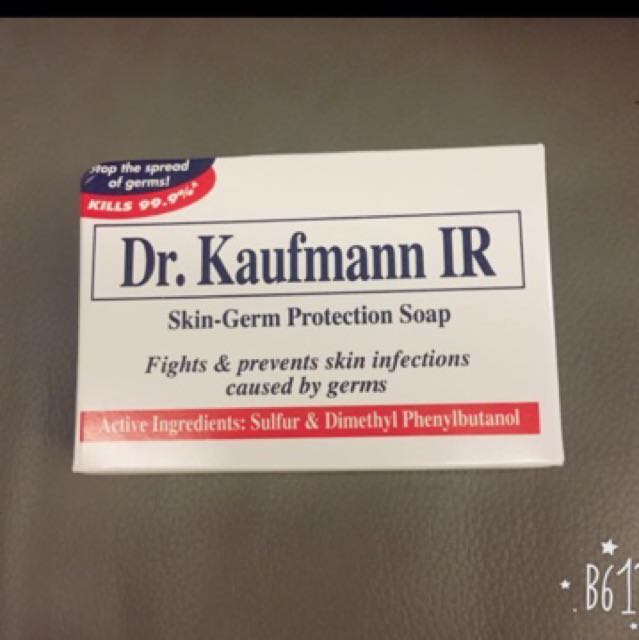 Stop the spread
of germs!
KILLS 99.9%*
Dr. Kaufmann IR
Skin-Germ Protection Soap
Fights & prevents skin infections
caused by germs
Active Ingredients: Sulfur & Dimethyl Phenylbutanol
B61